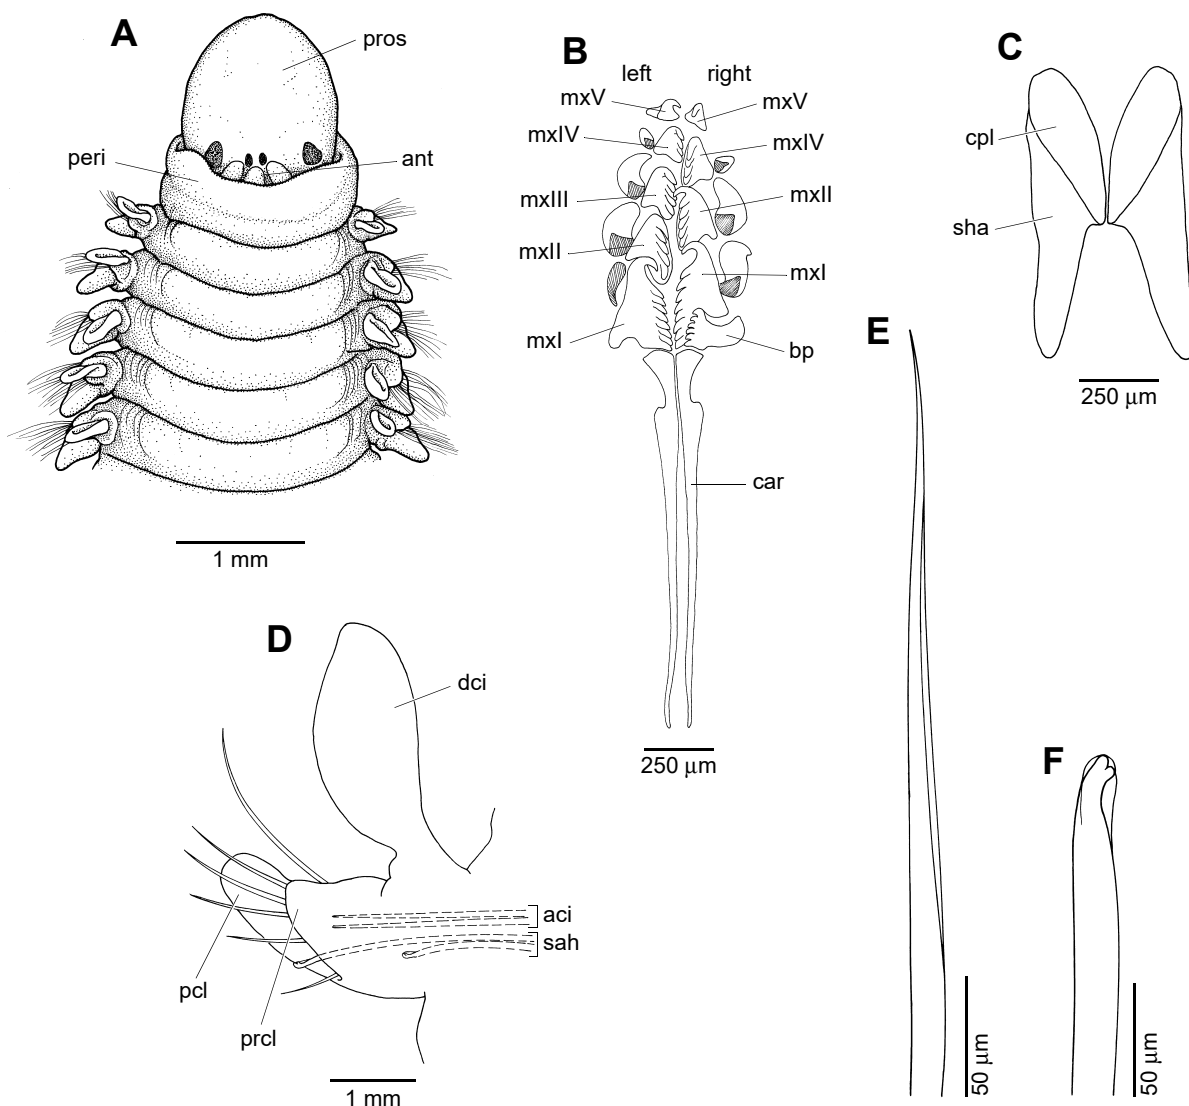 A
pros
peri
ant
1 mm
B
left
right
mxV
mxV
mxIV
mxIV
mxIII
mxII
mxII
mxI
mxI
bp
car
250 μm
C
cpl
sha
250 μm
D
dci
aci
sah
pcl
prcl
1 mm
E
50 μm
F
50 μm